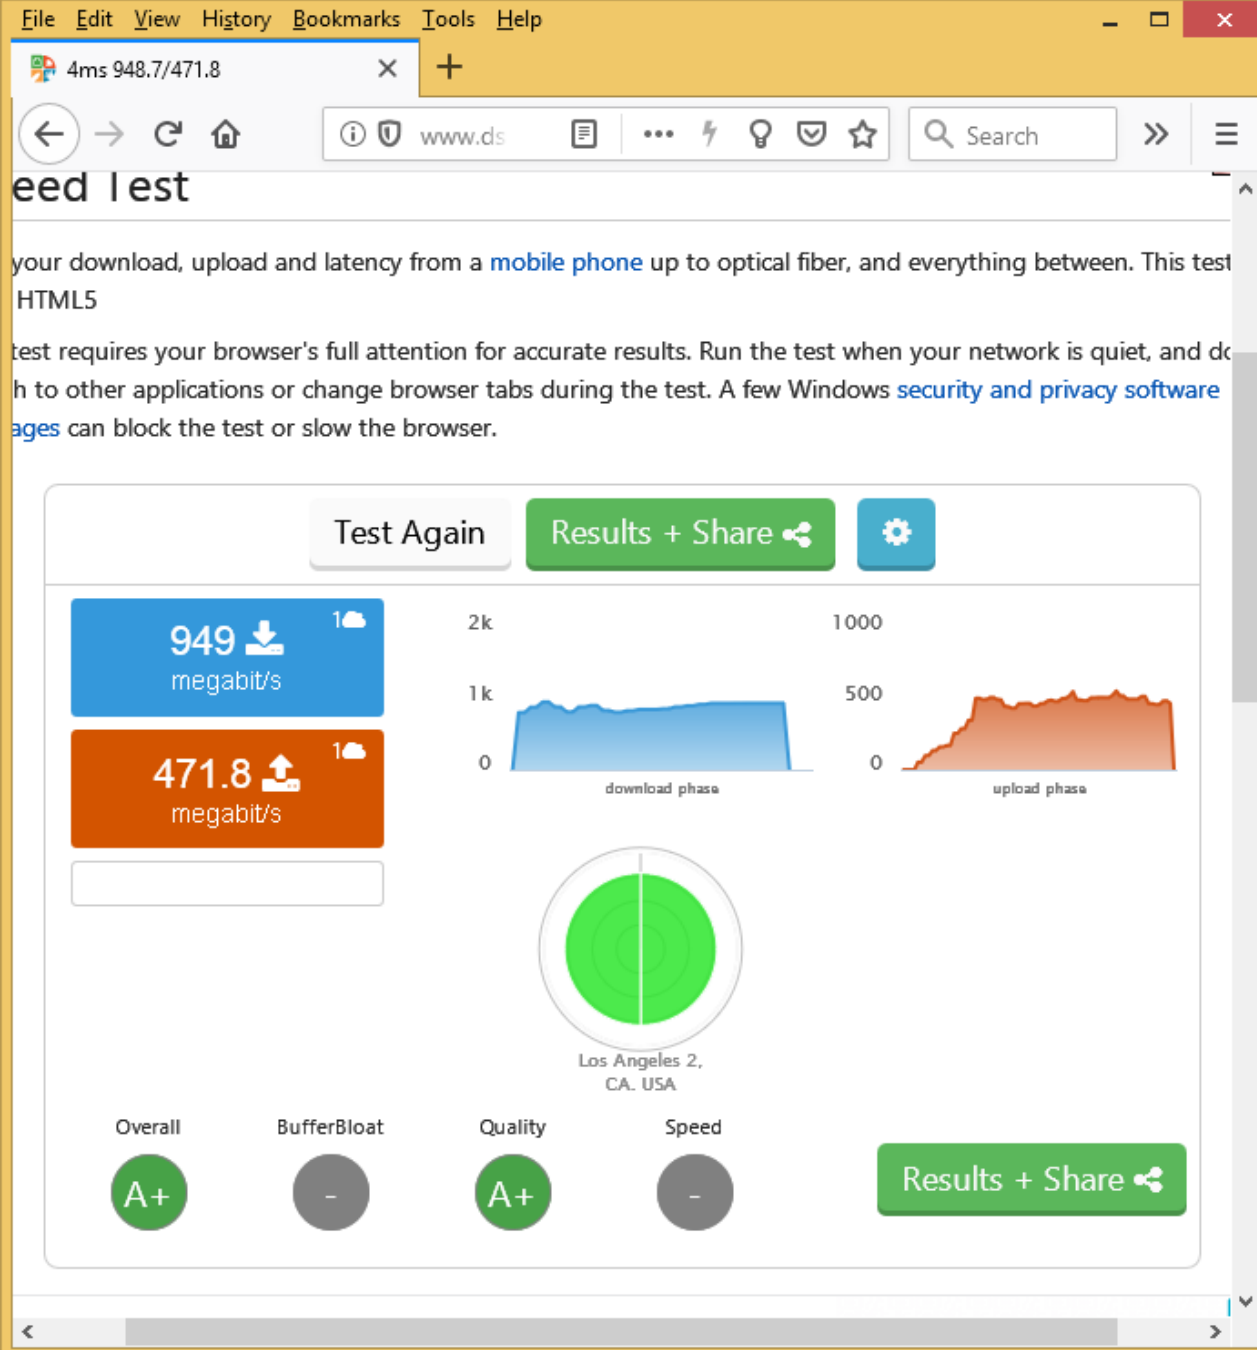 File Edit View History Bookmarks Tools Help
4ms 948.7/471.8
www.ds
Search
eed Test
your download, upload and latency from a mobile phone up to optical fiber, and everything between. This test
HTML5
test requires your browser's full attention for accurate results. Run the test when your network is quiet, and do
h to other applications or change browser tabs during the test. A few Windows security and privacy software
ages can block the test or slow the browser.
Test Again
Results + Share
949
1
megabit/s
471.8
1
megabit/s
2k
1k
0
download phase
1000
500
0
upload phase
Los Angeles 2,
CA. USA
Overall BufferBloat Quality Speed
A+ - A+ -
Results + Share